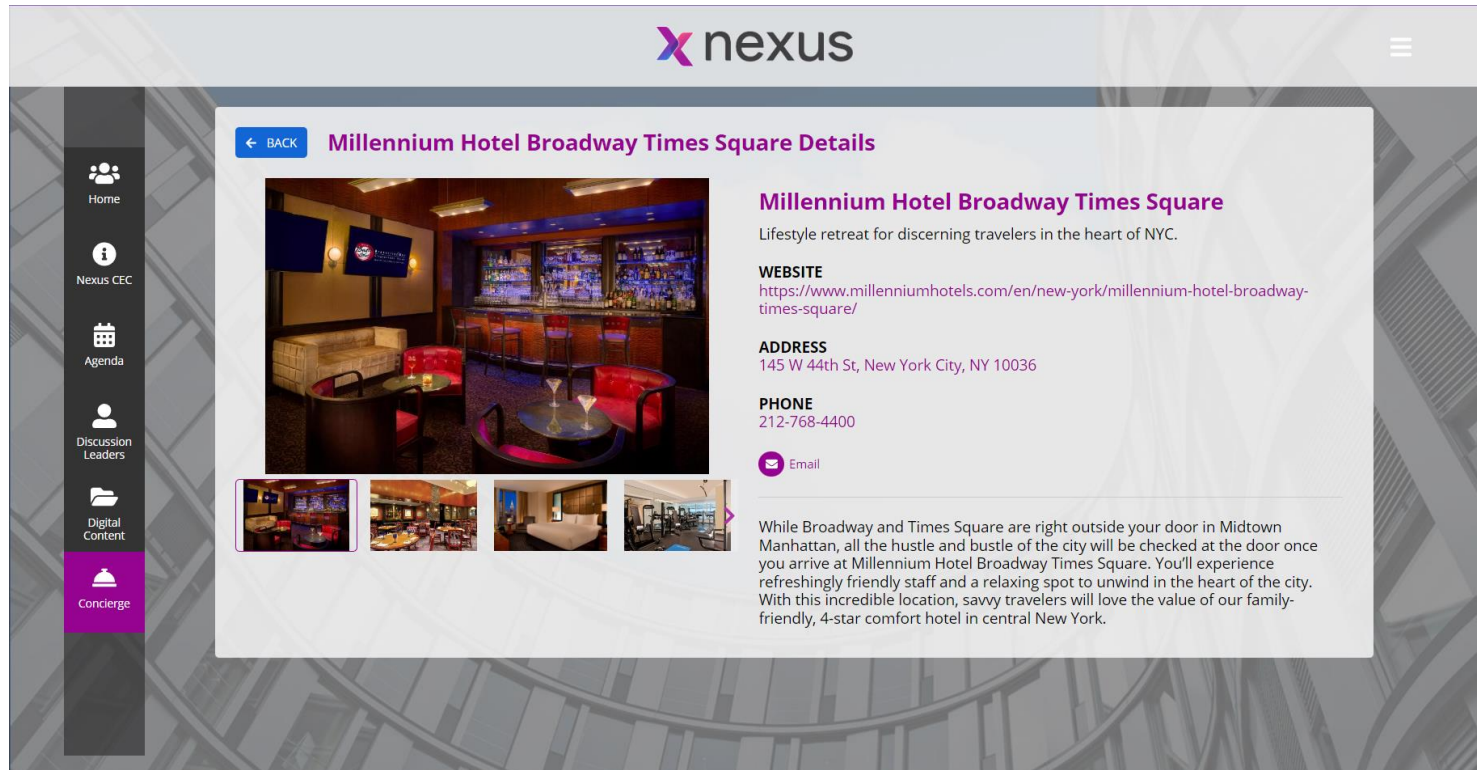 nexus
BACK
Millennium Hotel Broadway Times Square Details
Home
Nexus CEC
Agenda
Discussion
Leaders
Digital
Content
Concierge
Millennium Hotel Broadway Times Square
Lifestyle retreat for discerning travelers in the heart of NYC.
WEBSITE
https://www.millenniumhotels.com/en/new-york/millennium-hotel-broadway-
times-square/
ADDRESS
145 W 44th St, New York City, NY 10036
PHONE
212-768-4400
Email
While Broadway and Times Square are right outside your door in Midtown
Manhattan, all the hustle and bustle of the city will be checked at the door once
you arrive at Millennium Hotel Broadway Times Square. You’ll experience
refreshingly friendly staff and a relaxing spot to unwind in the heart of the city.
With this incredible location, savvy travelers will love the value of our family-
friendly, 4-star comfort hotel in central New York.